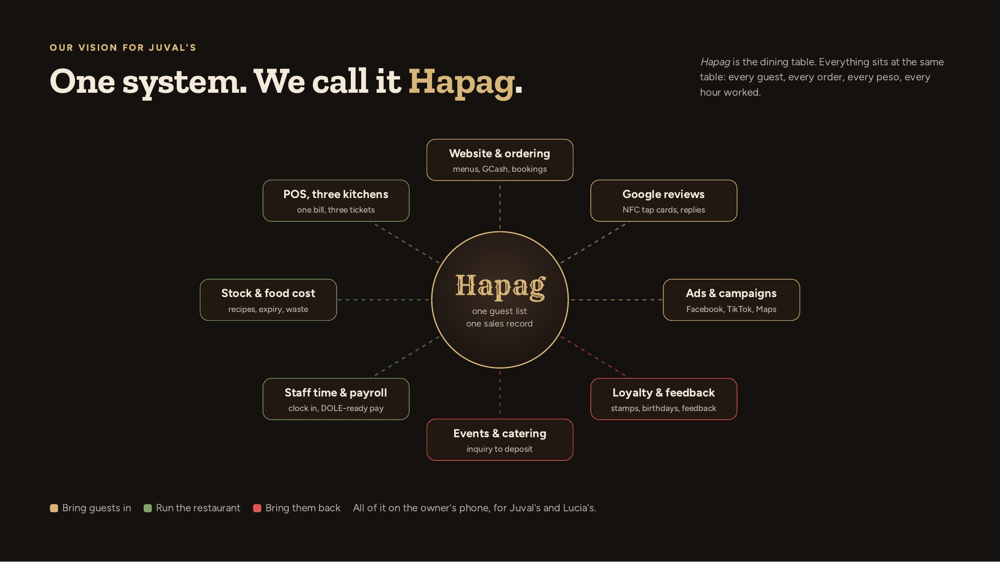 OUR VISION FOR JUVAL'S
One system. We call it Hapag.
Hapag is the dining table. Everything sits at the same
table: every guest, every order, every peso, every
hour worked.
Website & ordering
menus, GCash, bookings
POS, three kitchens
one bill, three tickets
Google reviews
NFC tap cards, replies
Hapag
one guest list
one sales record
Stock & food cost
recipes, expiry, waste
Ads & campaigns
Facebook, TikTok, Maps
Staff time & payroll
clock in, DOLE-ready pay
Loyalty & feedback
stamps, birthdays, feedback
Events & catering
inquiry to deposit
Bring guests in
Run the restaurant
Bring them back
All of it on the owner's phone, for Juval's and Lucia's.